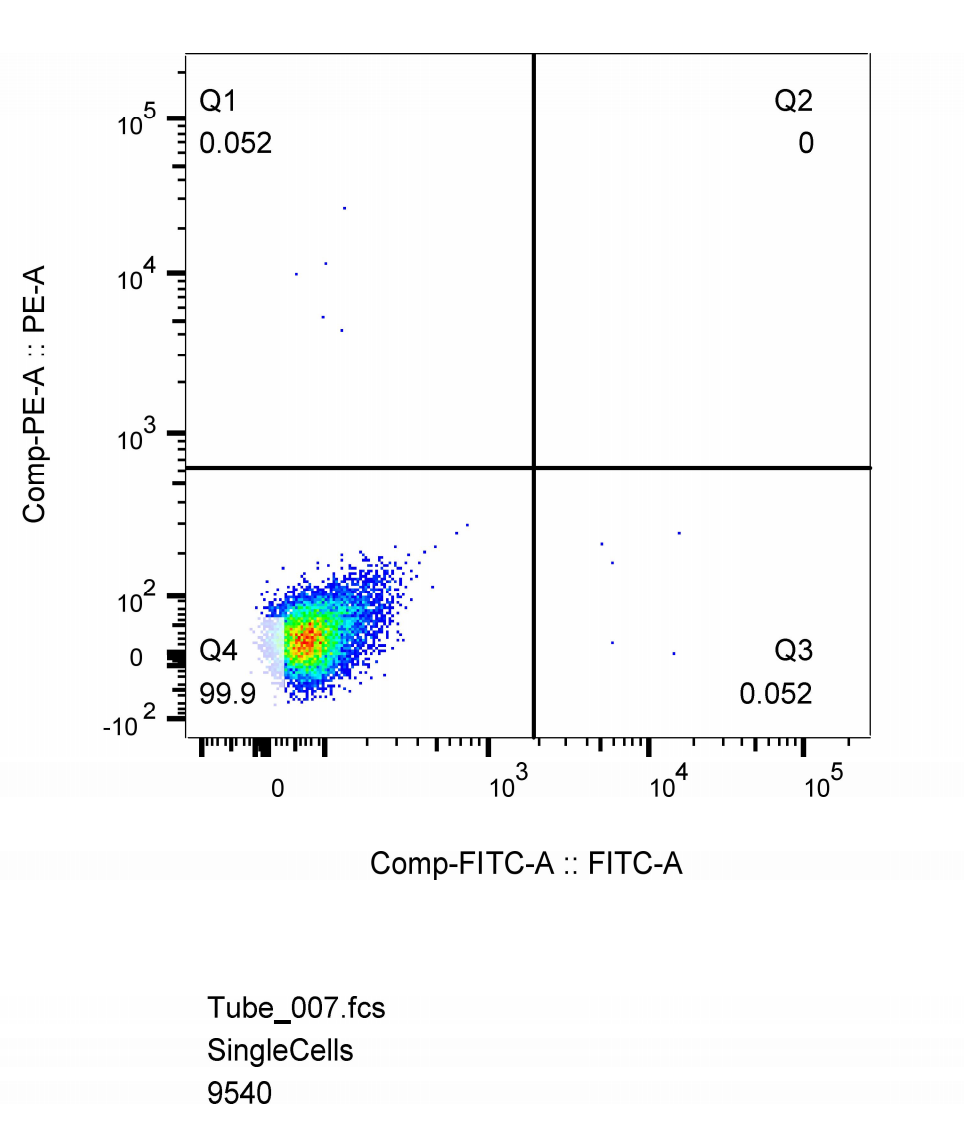 Q1
0.052
Q2
0
10^5
10^4
10^3
10^2
0
-10^2
Comp-PE-A :: PE-A
Q4
99.9
Q3
0.052
0
10^3
10^4
10^5
Comp-FITC-A :: FITC-A
Tube_007.fcs
SingleCells
9540